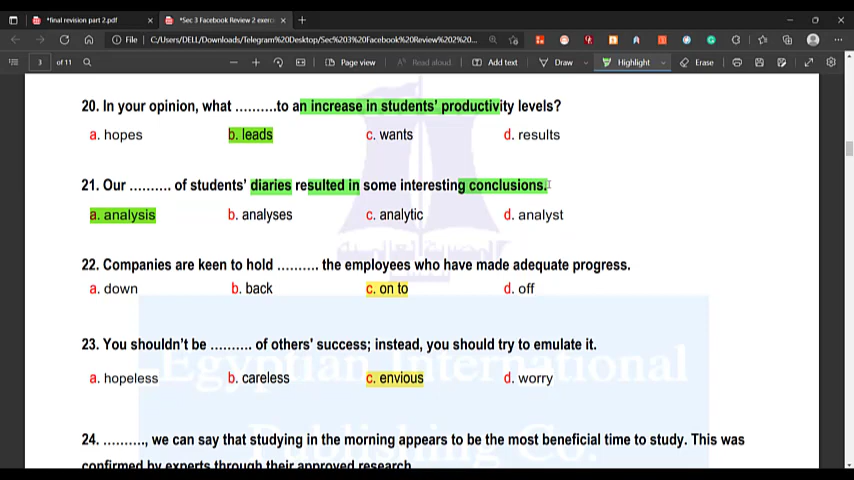 *final revision part 2.pdf
*Sec 3 Facebook Review 2 exerc
File
C:/Users/DELL/Downloads/Telegram%20Desktop/Sec%203%20Facebook%20Review%202%20...
3 of 11
Page view
Read aloud
Add text
Draw
Highlight
Erase
20. In your opinion, what ..........to an increase in students' productivity levels?
a. hopes b. leads c. wants d. results
21. Our .......... of students' diaries resulted in some interesting conclusions.
a. analysis b. analyses c. analytic d. analyst
22. Companies are keen to hold .......... the employees who have made adequate progress.
a. down b. back c. on to d. off
23. You shouldn't be .......... of others' success; instead, you should try to emulate it.
a. hopeless b. careless c. envious d. worry
24. .........., we can say that studying in the morning appears to be the most beneficial time to study. This was
confirmed by experts through their approved research.
Egyptian International
Publishing Co.